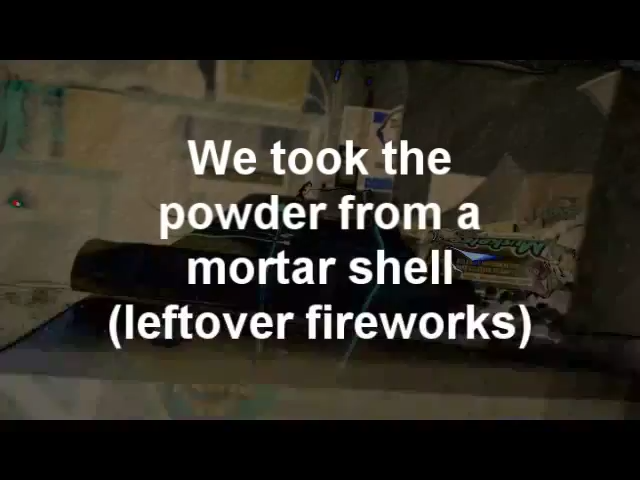 We took the
powder from a
mortar shell
(leftover fireworks)